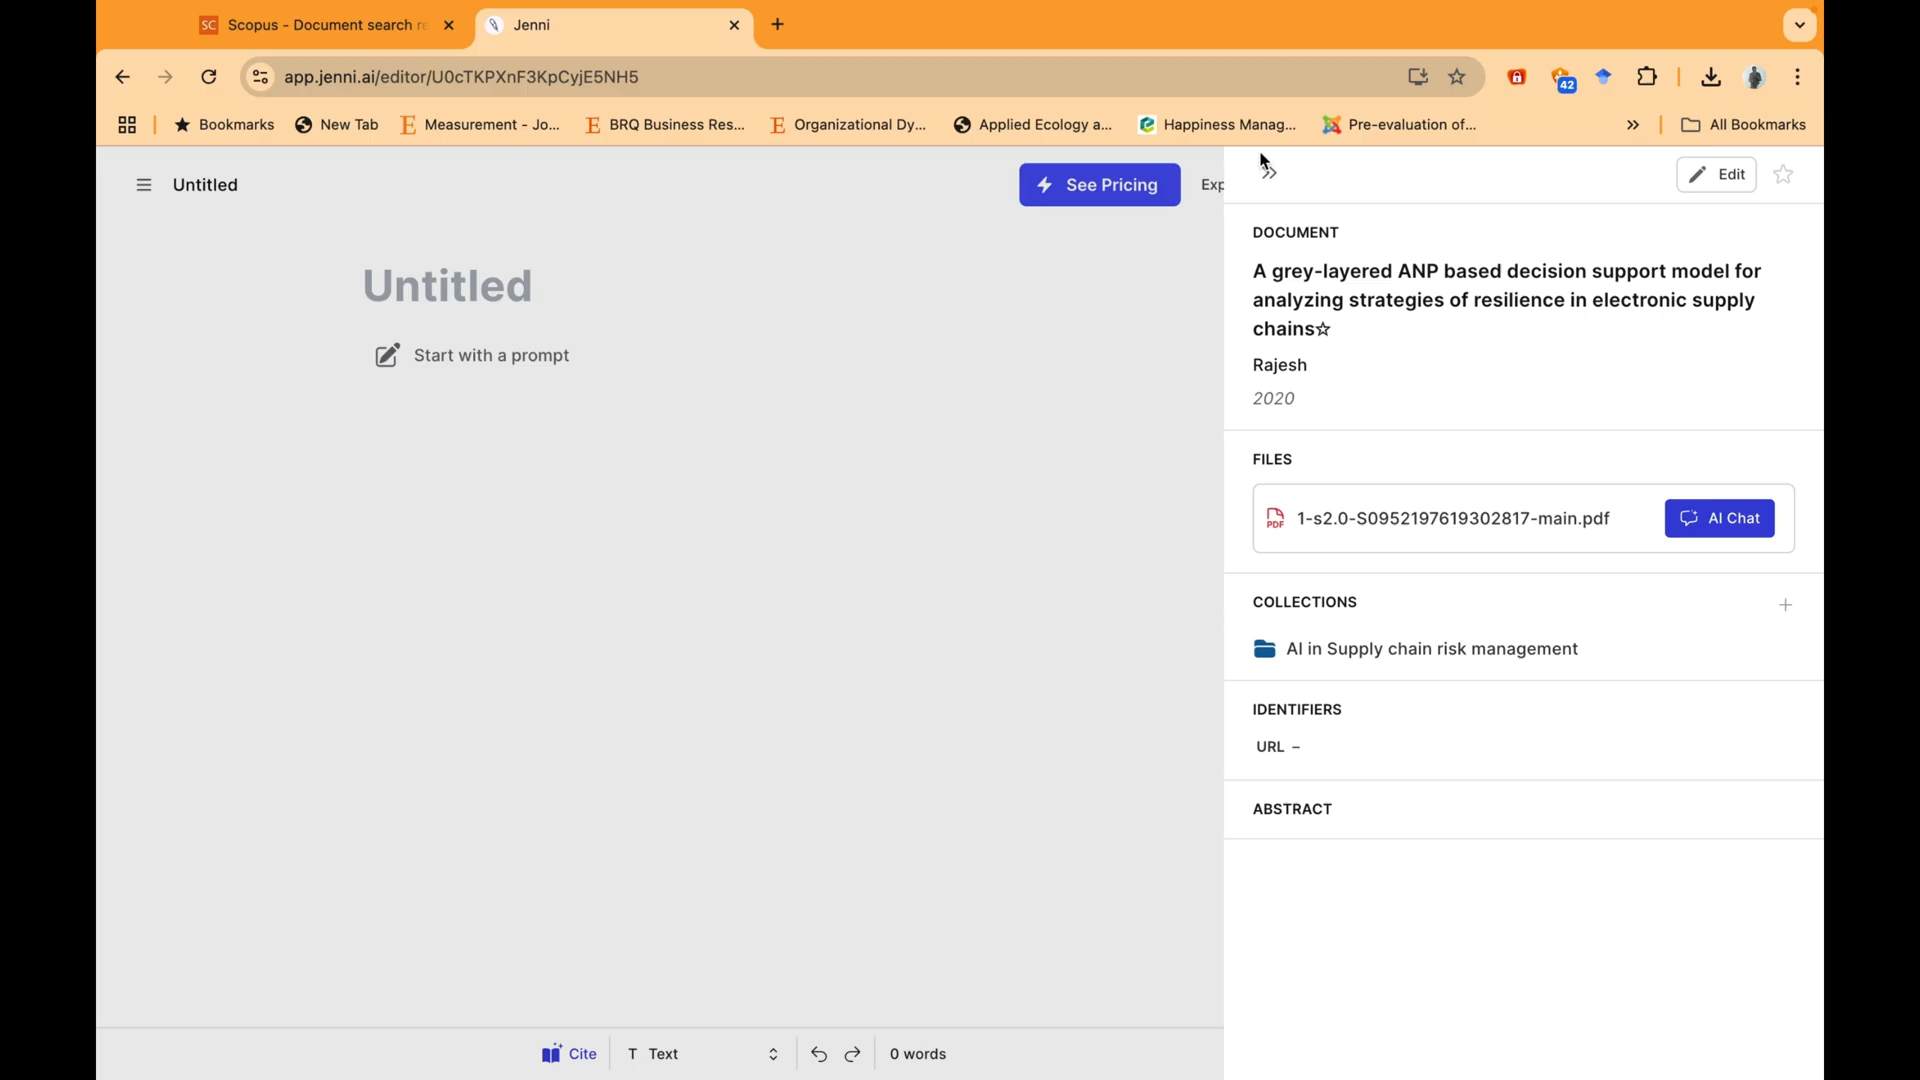 SC Scopus - Document search re
Jenni
app.jenni.ai/editor/U0cTKPXnF3KpCyjE5NH5
42
Bookmarks
New Tab
Measurement - Jo...
BRQ Business Res...
Organizational Dy...
Applied Ecology a...
Happiness Manag...
Pre-evaluation of...
All Bookmarks
Untitled
See Pricing
Exp
Untitled
Start with a prompt
Cite
T Text
0 words
Edit
DOCUMENT
A grey-layered ANP based decision support model for
analyzing strategies of resilience in electronic supply
chains☆
Rajesh
2020
FILES
PDF 1-s2.0-S0952197619302817-main.pdf
AI Chat
COLLECTIONS
AI in Supply chain risk management
IDENTIFIERS
URL –
ABSTRACT